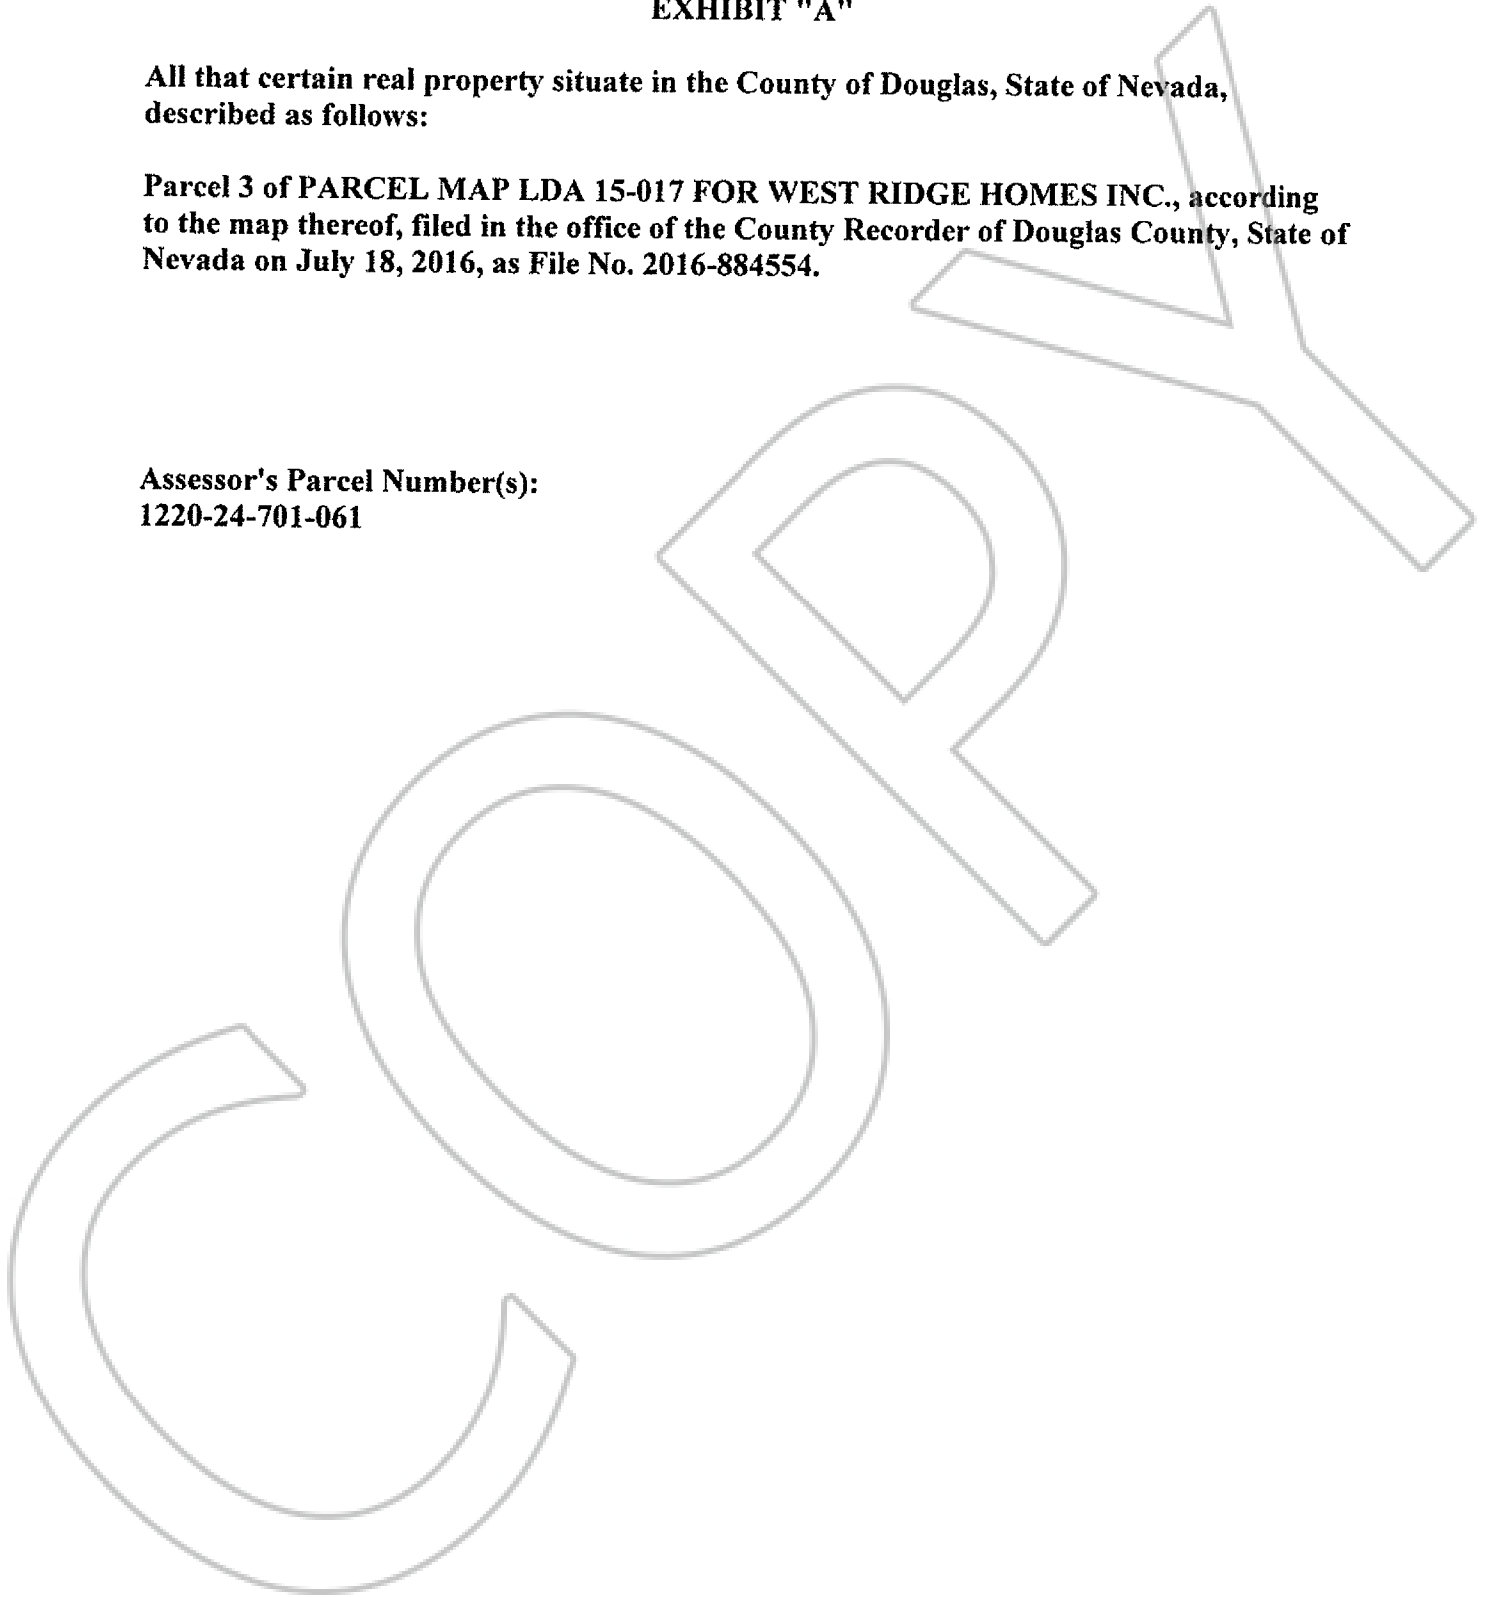 EXHIBIT "A"
All that certain real property situate in the County of Douglas, State of Nevada,
described as follows:
Parcel 3 of PARCEL MAP LDA 15-017 FOR WEST RIDGE HOMES INC., according
to the map thereof, filed in the office of the County Recorder of Douglas County, State of
Nevada on July 18, 2016, as File No. 2016-884554.
Assessor's Parcel Number(s):
1220-24-701-061
COPY